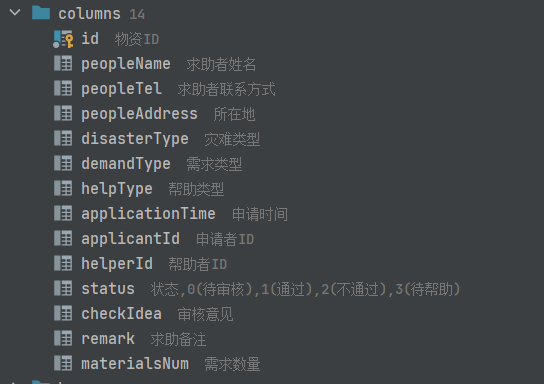 columns 14
id 物资ID
peopleName 求助者姓名
peopleTel 求助者联系方式
peopleAddress 所在地
disasterType 灾难类型
demandType 需求类型
helpType 帮助类型
applicationTime 申请时间
applicantId 申请者ID
helperId 帮助者ID
status 状态,0(待审核),1(通过),2(不通过),3(待帮助)
checkIdea 审核意见
remark 求助备注
materialsNum 需求数量